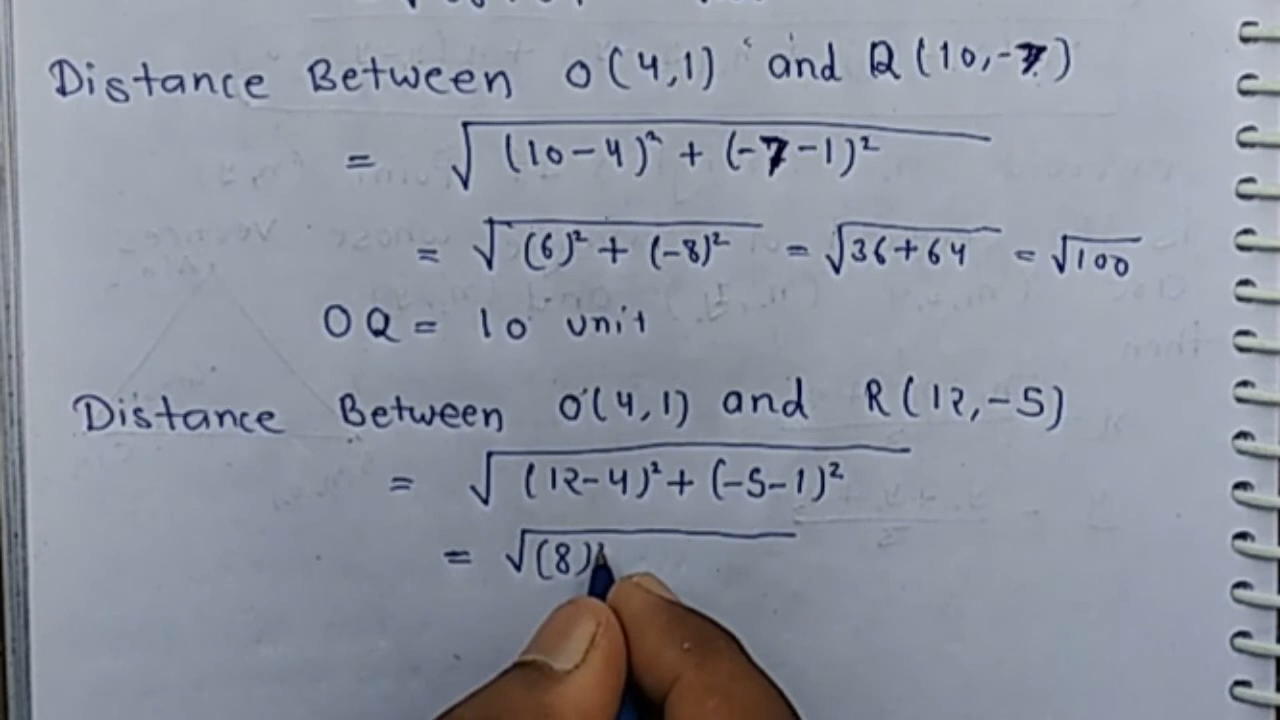 Distance Between O(4,1) and Q(10,-7)
= √(10-4)² + (-7-1)²
= √(6)² + (-8)² = √36+64 = √100
OQ = 10 unit
Distance Between O(4,1) and R(12,-5)
= √(12-4)² + (-5-1)²
= √(8)²